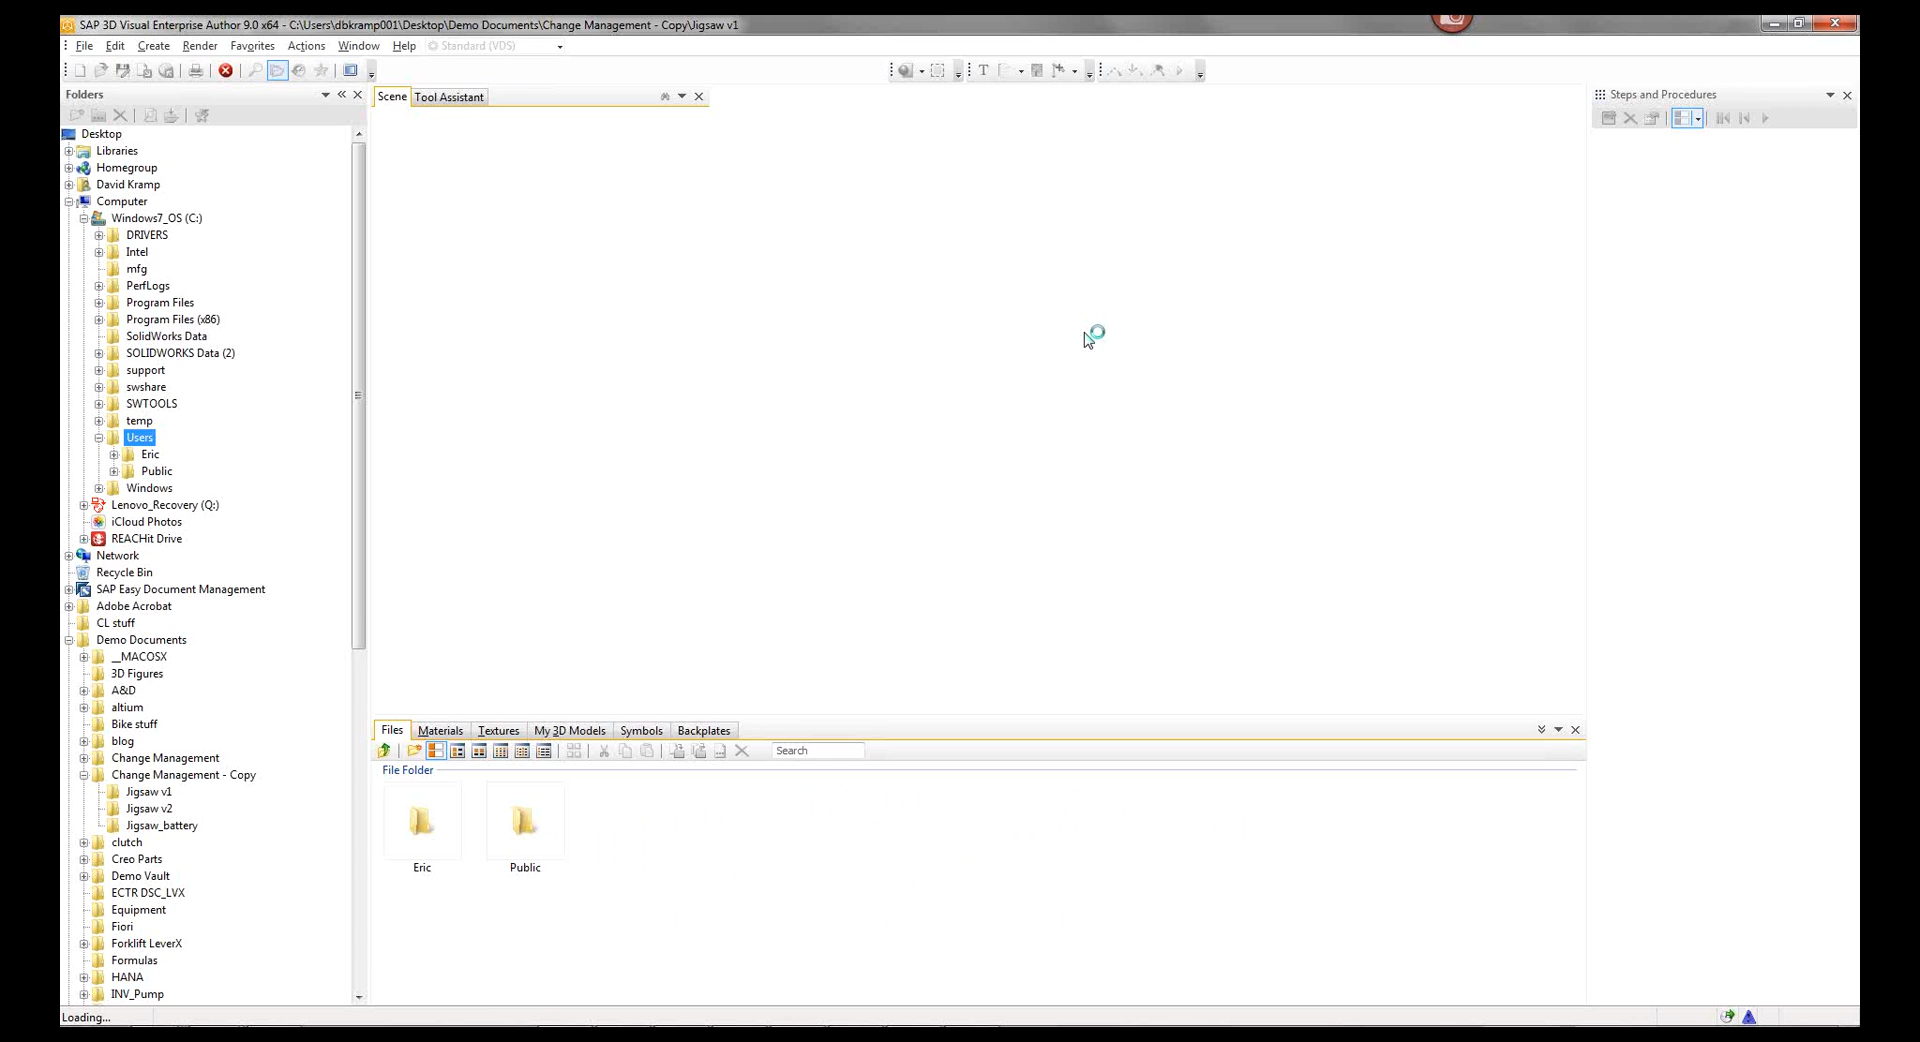 SAP 3D Visual Enterprise Author 9.0 x64 - C:\Users\dbkramp001\Desktop\Demo Documents\Change Management - Copy\Jigsaw v1
File Edit Create Render Favorites Actions Window Help Standard (VDS)
Folders
Scene Tool Assistant
Steps and Procedures
Desktop
Libraries
Homegroup
David Kramp
Computer
Windows7_OS (C:)
DRIVERS
Intel
mfg
PerfLogs
Program Files
Program Files (x86)
SolidWorks Data
SOLIDWORKS Data (2)
support
swshare
SWTOOLS
temp
Users
Eric
Public
Windows
Lenovo_Recovery (Q:)
iCloud Photos
REACHit Drive
Network
Recycle Bin
SAP Easy Document Management
Adobe Acrobat
CL stuff
Demo Documents
__MACOSX
3D Figures
A&D
altium
Bike stuff
blog
Change Management
Change Management - Copy
Jigsaw v1
Jigsaw v2
Jigsaw_battery
clutch
Creo Parts
Demo Vault
ECTR DSC_LVX
Equipment
Fiori
Forklift LeverX
Formulas
HANA
INV_Pump
Files Materials Textures My 3D Models Symbols Backplates
Search
File Folder
Eric Public
Loading...